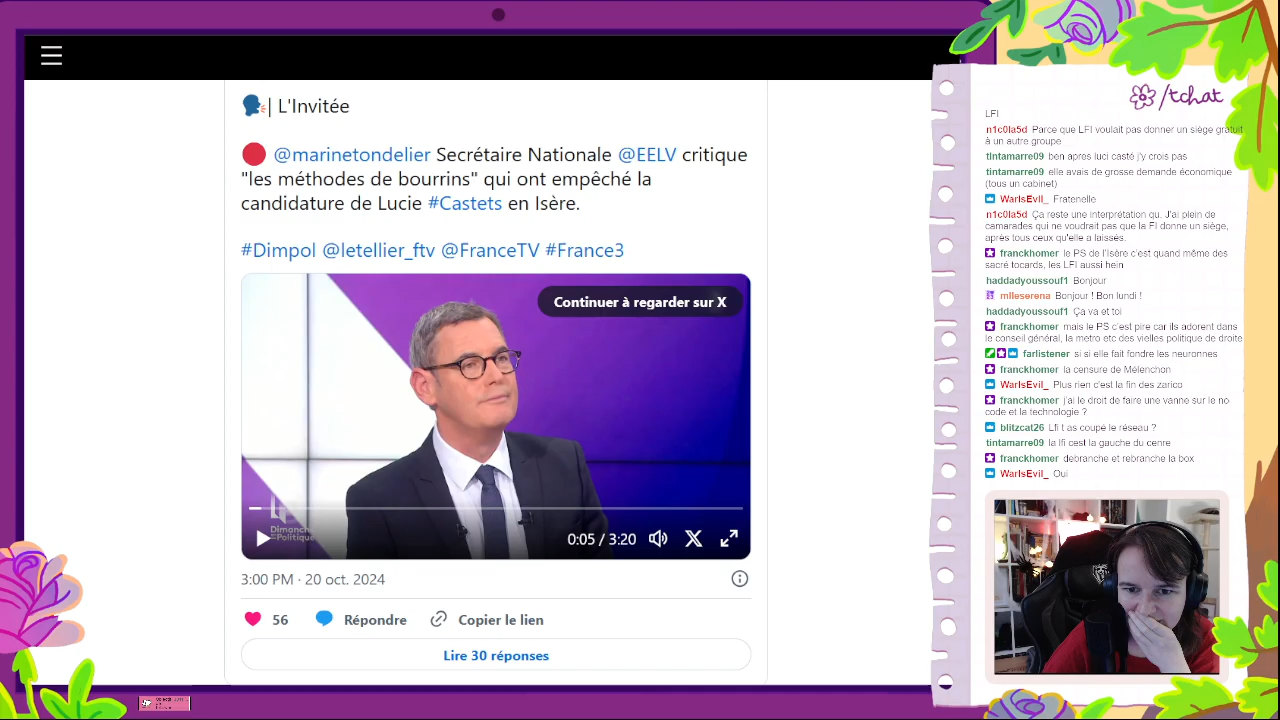 🗣️| L'Invitée
🔴 @marinetondelier Secrétaire Nationale @EELV critique
"les méthodes de bourrins" qui ont empêché la
candidature de Lucie #Castets en Isère.
#Dimpol @letellier_ftv @FranceTV #France3
Continuer à regarder sur X
Dimanche
#Politique
0:05 / 3:20
3:00 PM · 20 oct. 2024
56 Répondre Copier le lien
Lire 30 réponses
/tchat
LFI
n1c0la5d Parce que LFI voulait pas donner un siège gratuit
à un autre groupe
tintamarre09 ben apres luci casté j'y crois pas
tintamarre09 elle avais de grosse demande économique
(tous un cabinet)
WarIsEvil_ Fratenelle
n1c0la5d Ça reste une interprétation qu. J'ai plein de
camarades qui ne voudrait pas que la FI donne un siège,
après tous ceux qu'elle a laissés.
franckhomer le PS de l'Isère c'est quand même des
sacré tocards, les LFI aussi hein
haddadyoussouf1 Bonjour
mlleserena Bonjour ! Bon lundi !
haddadyoussouf1 Ça va et toi
franckhomer mais le PS c'est pire car ils adorent dans
le conseil général, la metro etc des vielles politique de droite
farlistener si si elle fait fondre les neuronnes
franckhomer la censure de Mélenchon
WarIsEvil_ Plus rien c'est la fin des zarico
franckhomer j'ai le droit de faire une vanne sur le no
code et la technologie ?
blitzcat26 Lfi t as coupé le réseau ?
tintamarre09 la lfi cest la gauche du cenre
franckhomer débranche et rebranche la box
WarIsEvil_ Oui